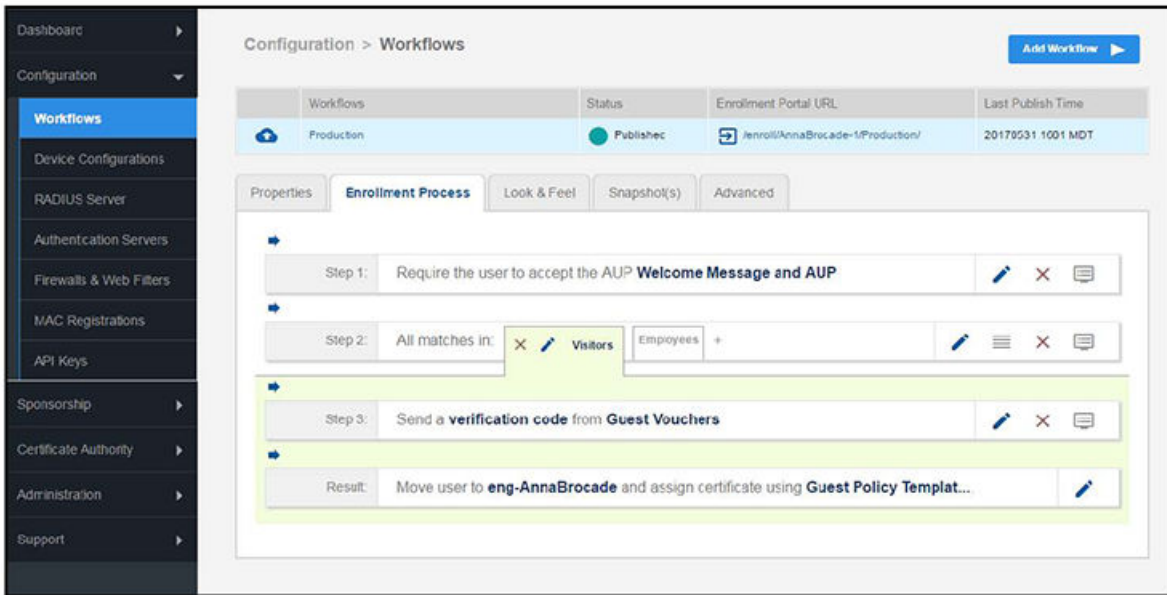 Dashboard
Configuration
Workflows
Device Configurations
RADIUS Server
Authentication Servers
Firewalls & Web Filters
MAC Registrations
API Keys
Sponsorship
Certificate Authority
Administration
Support
Configuration > Workflows
Add Workflow
Workflows Status Enrollment Portal URL Last Publish Time
Production Published /enroll/AnnaBrocade-1/Production/ 20170531 1001 MDT
Properties Enrollment Process Look & Feel Snapshot(s) Advanced
Step 1: Require the user to accept the AUP Welcome Message and AUP
Step 2: All matches in: Visitors Employees +
Step 3: Send a verification code from Guest Vouchers
Result: Move user to eng-AnnaBrocade and assign certificate using Guest Policy Templat...